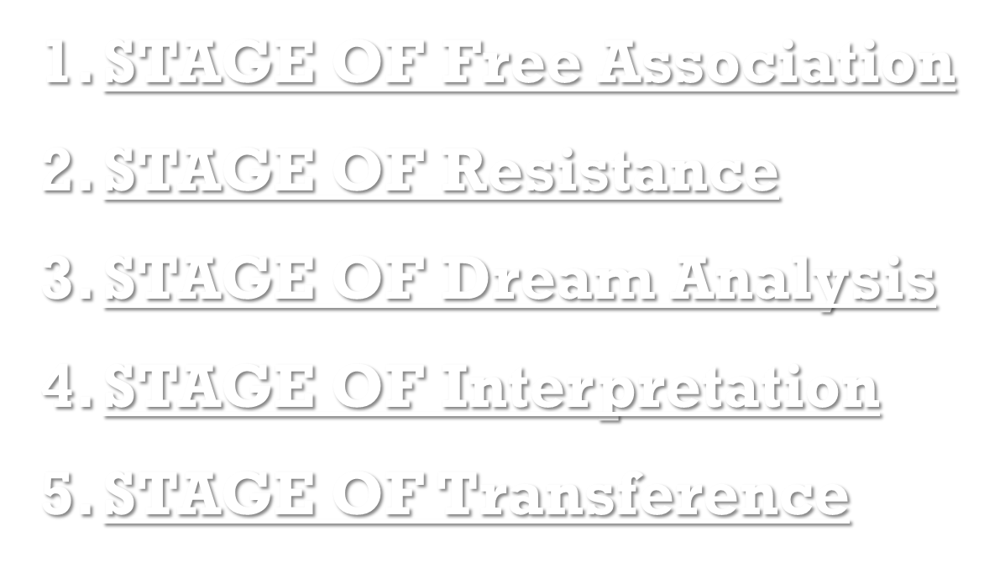 1. STAGE OF Free Association
2. STAGE OF Resistance
3. STAGE OF Dream Analysis
4. STAGE OF Interpretation
5. STAGE OF Transference